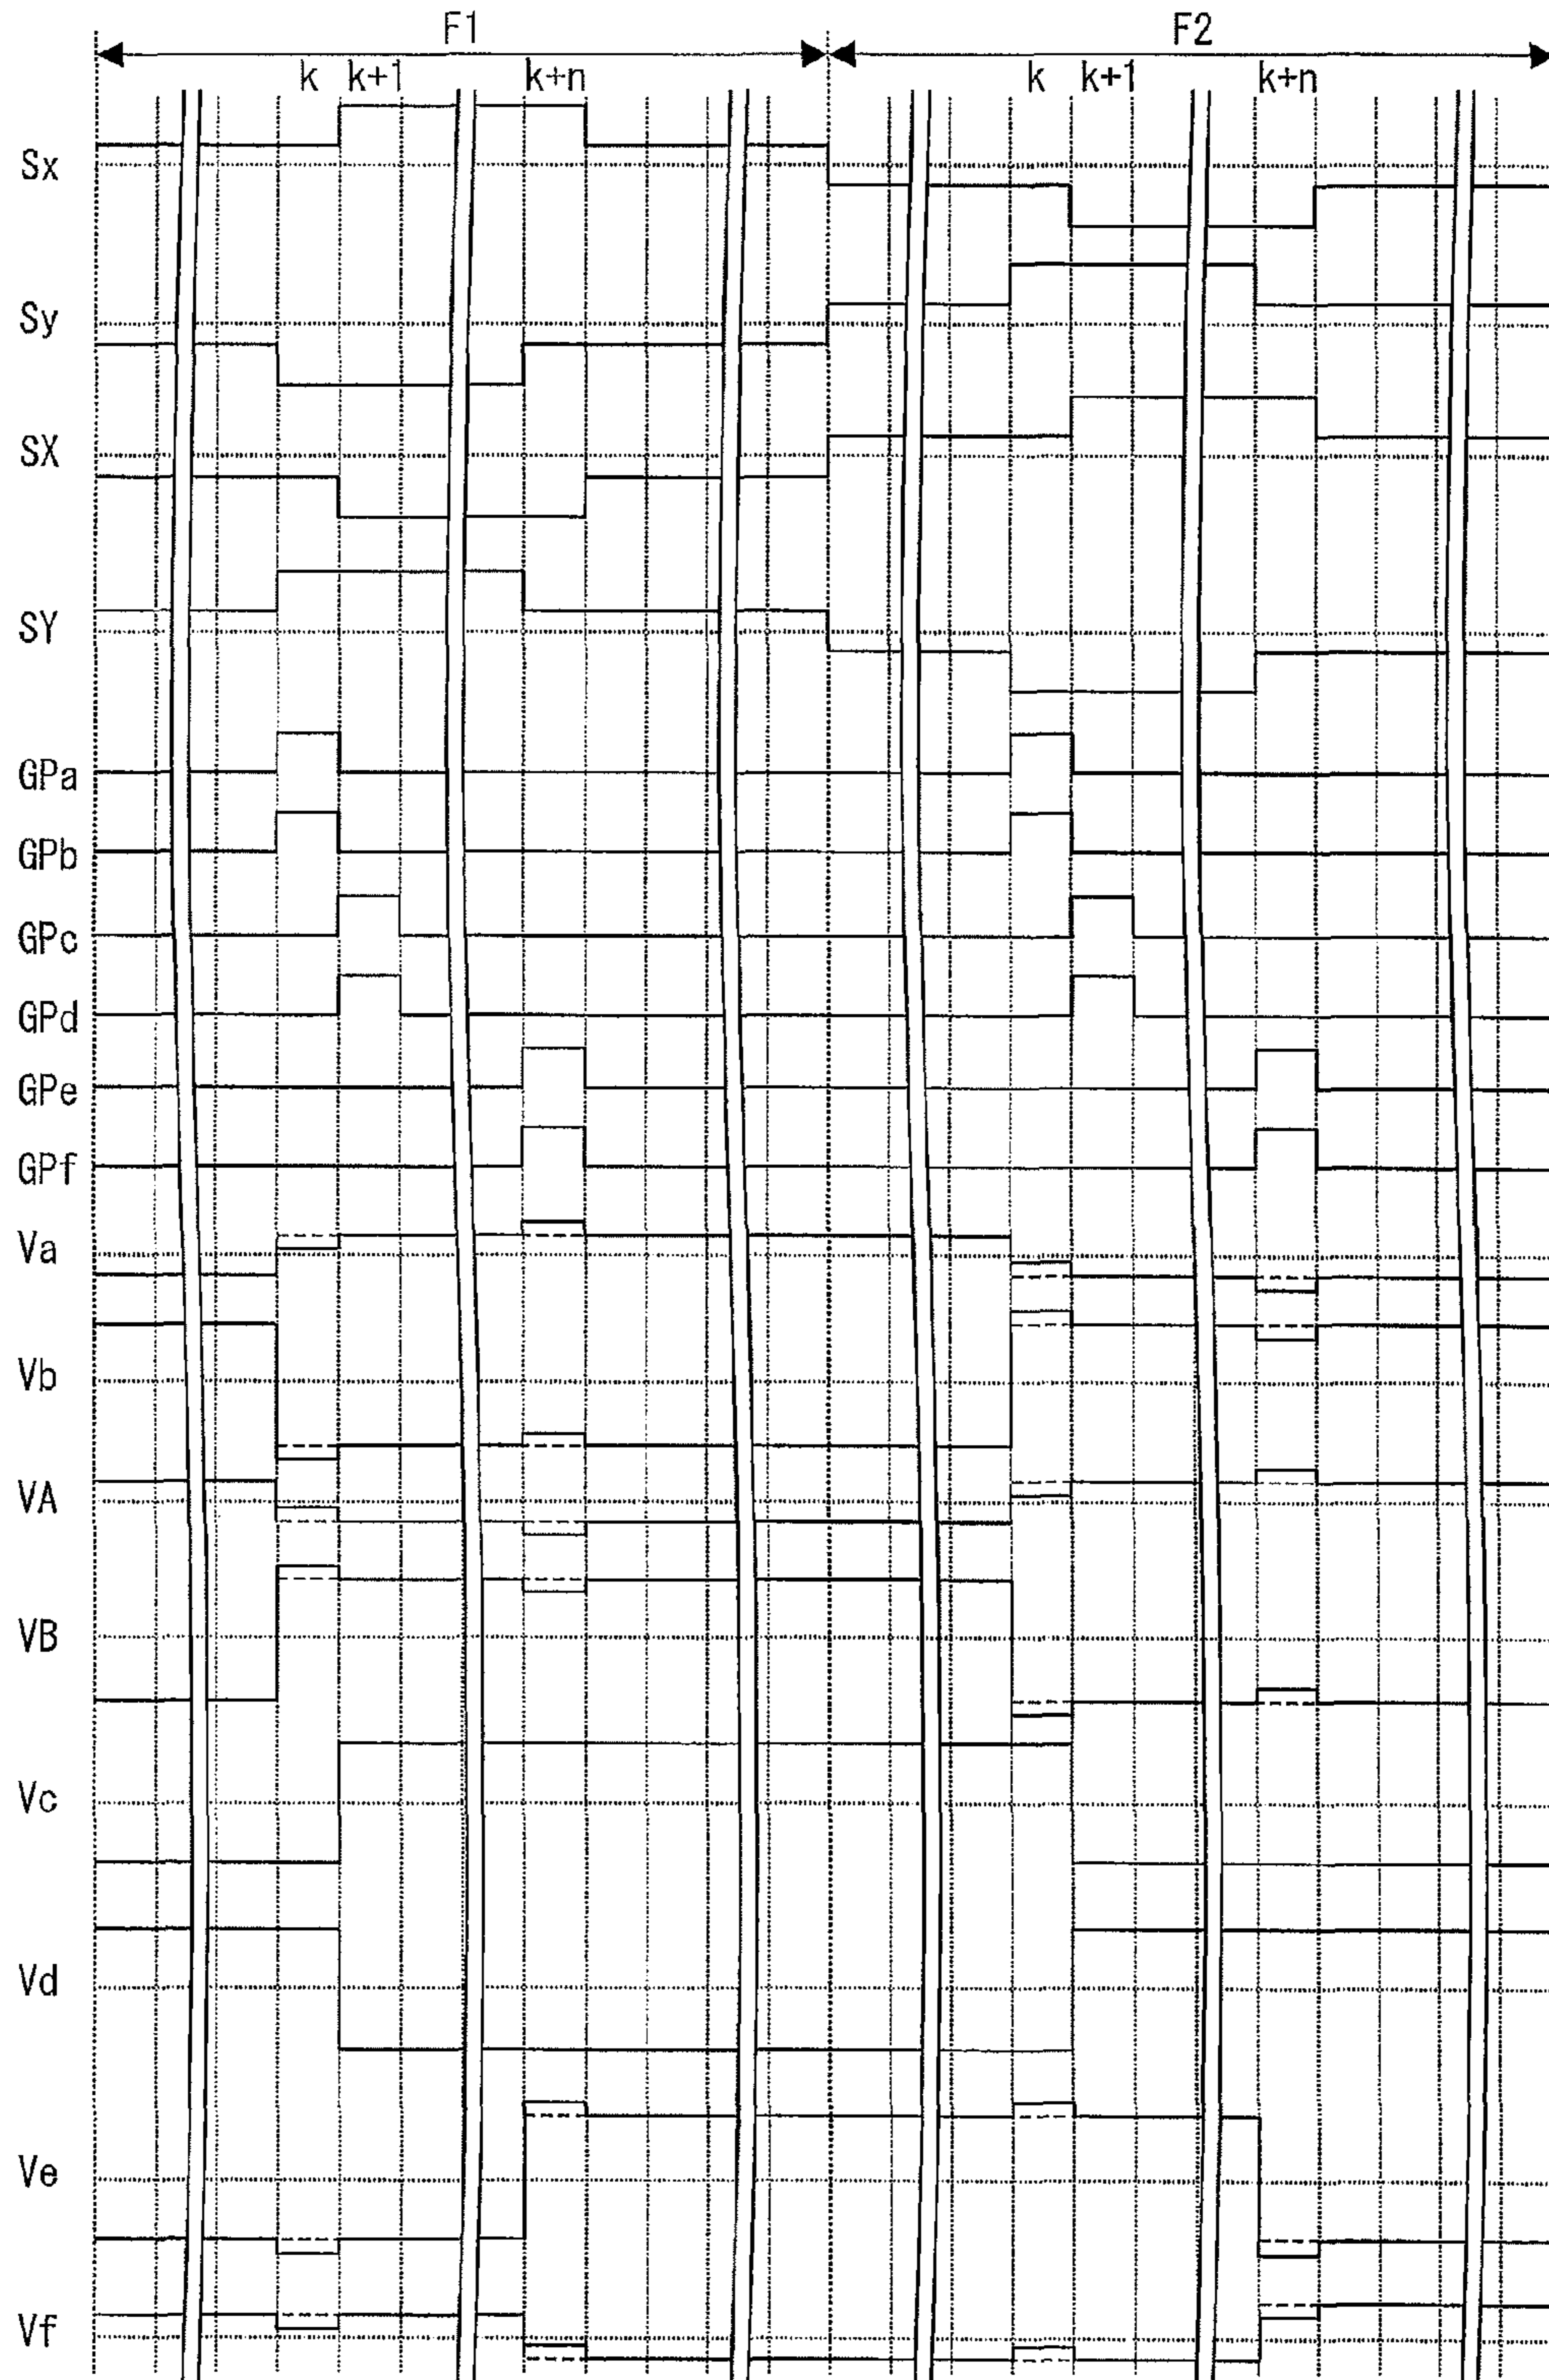 F1 F2
k k+1 k+n k k+1 k+n
Sx
Sy
SX
SY
GPa
GPb
GPc
GPd
GPe
GPf
Va
Vb
VA
VB
Vc
Vd
Ve
Vf